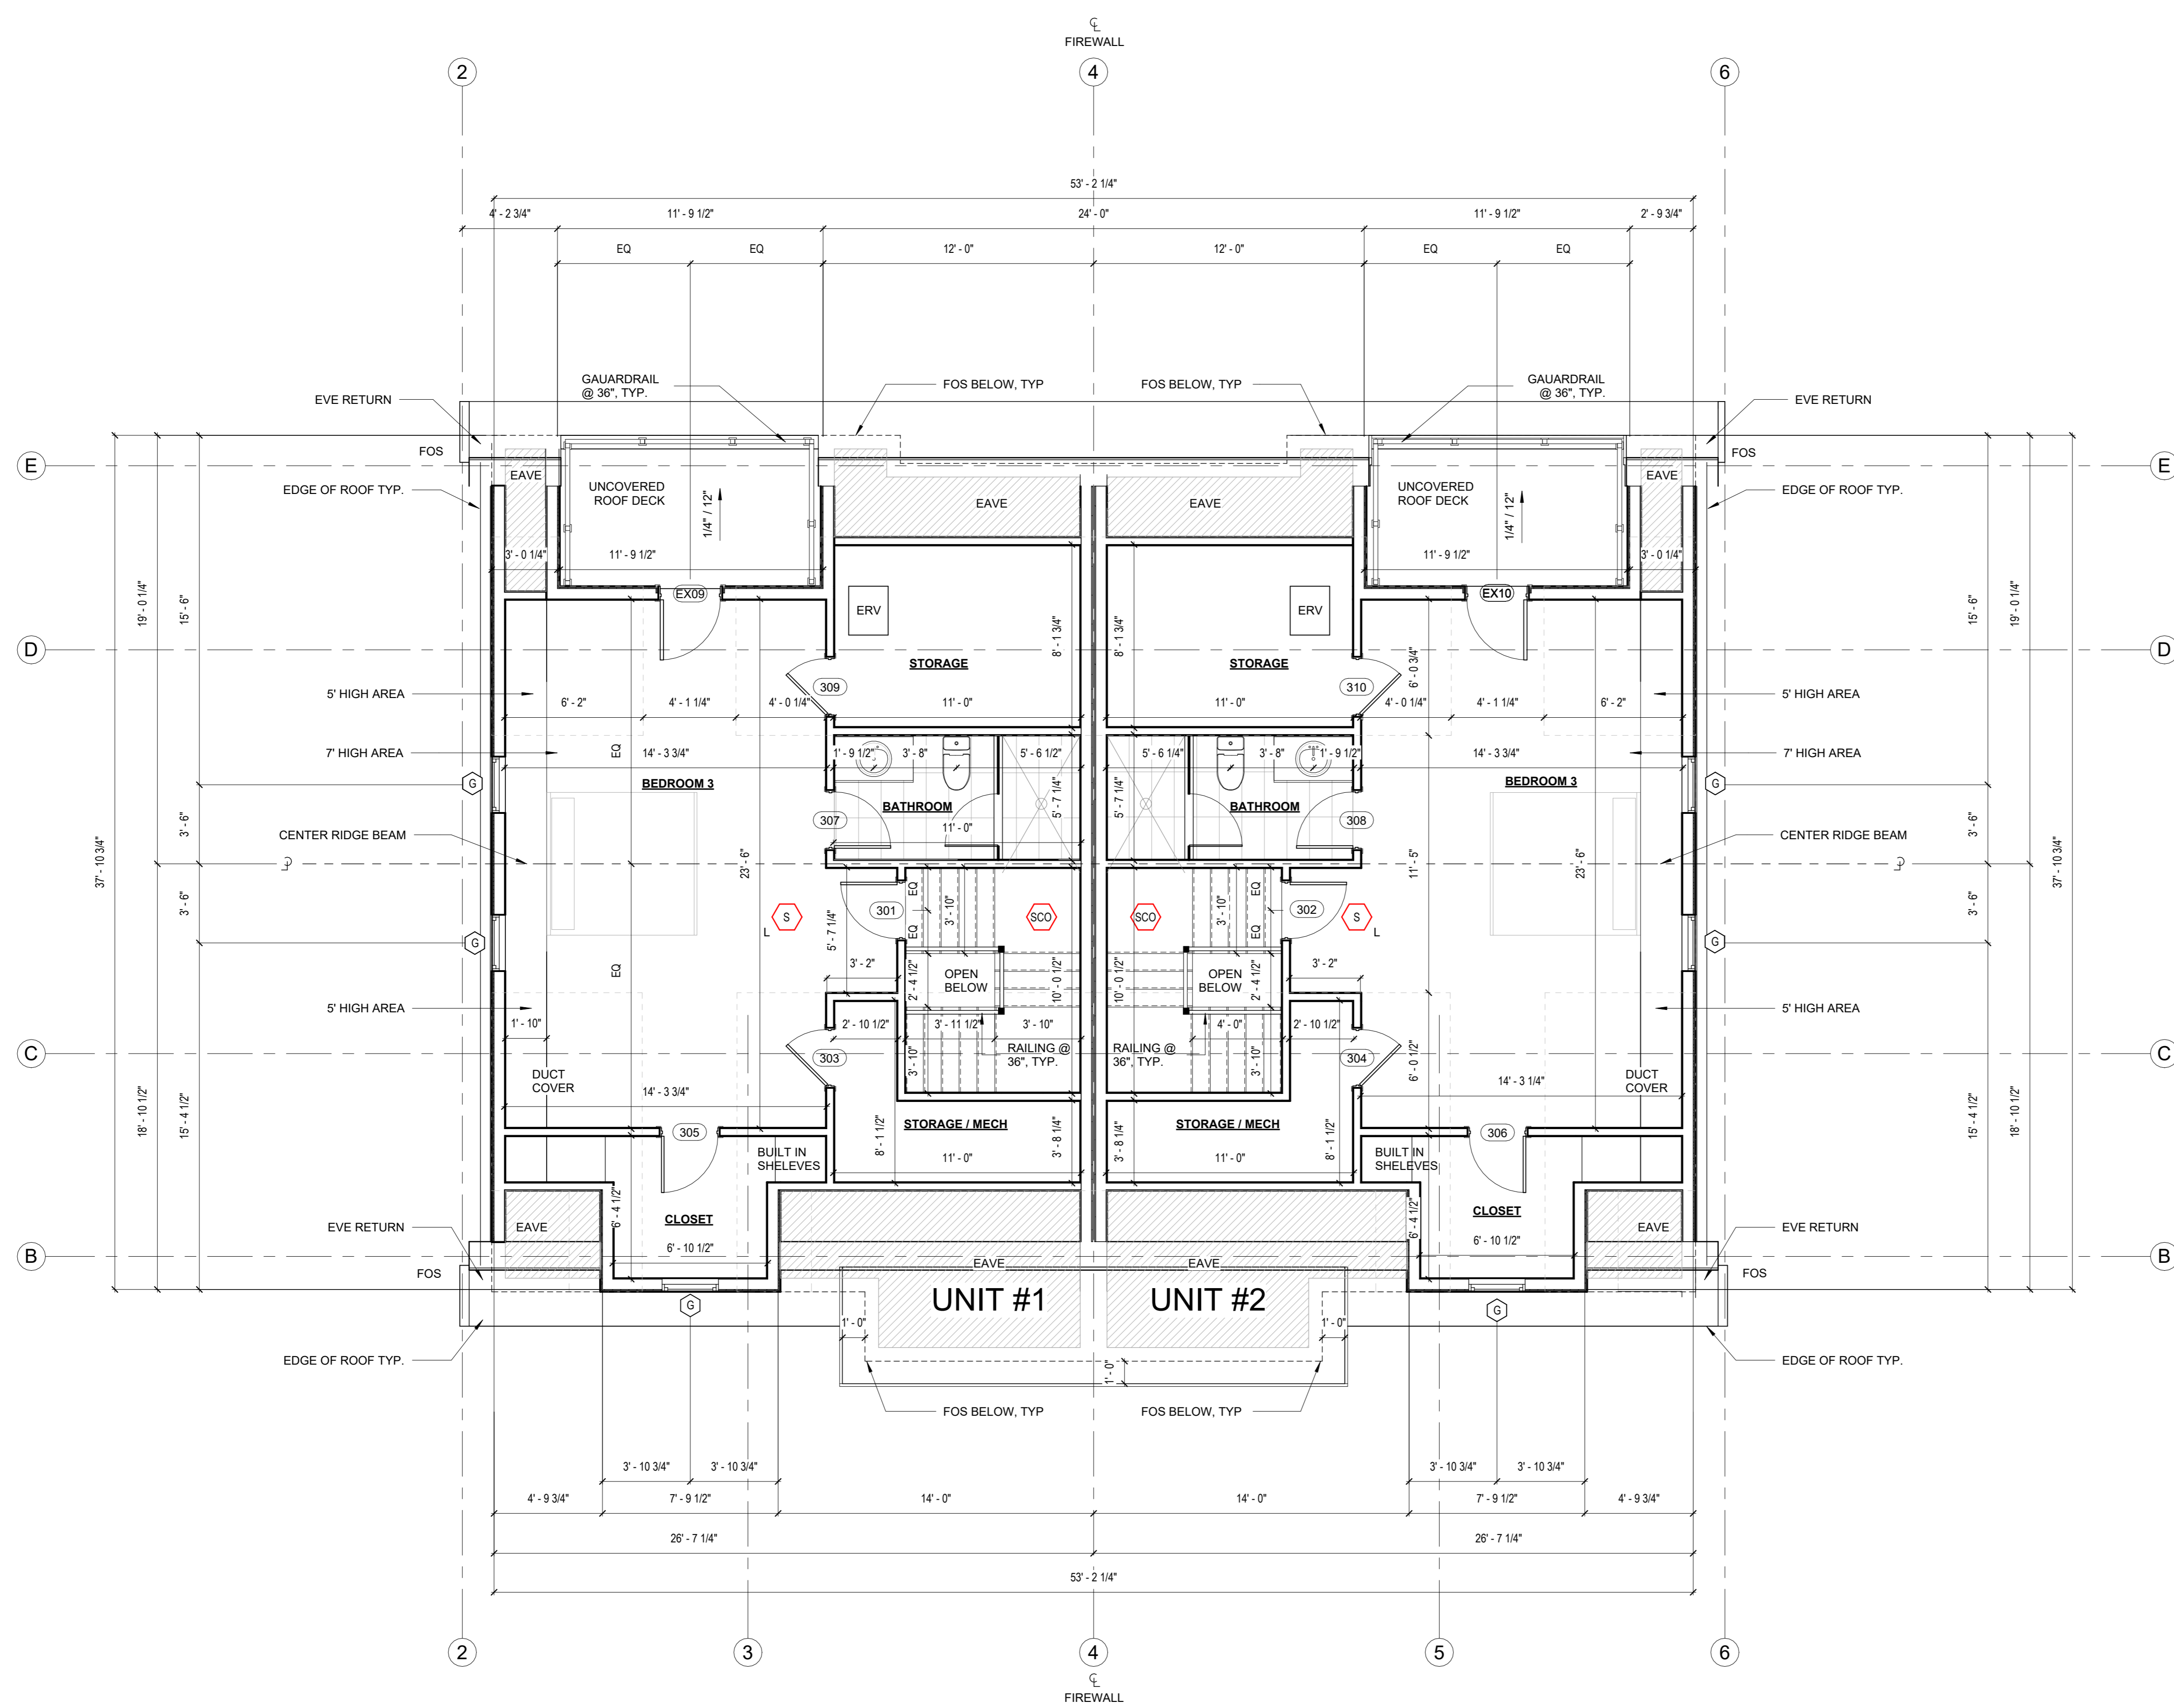 ℄
FIREWALL
2
4
6
53' - 2 1/4"
4' - 2 3/4"
11' - 9 1/2"
24' - 0"
11' - 9 1/2"
2' - 9 3/4"
EQ
EQ
12' - 0"
12' - 0"
EQ
EQ
GAUARDRAIL
@ 36", TYP.
FOS BELOW, TYP
FOS BELOW, TYP
GAUARDRAIL
@ 36", TYP.
EVE RETURN
EVE RETURN
FOS
FOS
E
E
EAVE
EAVE
EDGE OF ROOF TYP.
EDGE OF ROOF TYP.
UNCOVERED
ROOF DECK
1/4" / 12"
EAVE
EAVE
UNCOVERED
ROOF DECK
1/4" / 12"
3' - 0 1/4"
11' - 9 1/2"
11' - 9 1/2"
3' - 0 1/4"
EX09
EX10
ERV
ERV
19' - 0 1/4"
15' - 6"
15' - 6"
19' - 0 1/4"
8' - 1 3/4"
8' - 1 3/4"
6' - 0 3/4"
D
D
STORAGE
STORAGE
309
310
5' HIGH AREA
5' HIGH AREA
6' - 2"
4' - 1 1/4"
4' - 0 1/4"
11' - 0"
11' - 0"
4' - 0 1/4"
4' - 1 1/4"
6' - 2"
7' HIGH AREA
7' HIGH AREA
EQ
14' - 3 3/4"
1' - 9 1/2"
3' - 8"
5' - 6 1/2"
5' - 6 1/4"
3' - 8"
1' - 9 1/2"
14' - 3 3/4"
G
G
BEDROOM 3
BEDROOM 3
BATHROOM
BATHROOM
5' - 7 1/4"
5' - 7 1/4"
307
308
11' - 0"
3' - 6"
3' - 6"
CENTER RIDGE BEAM
CENTER RIDGE BEAM
37' - 10 3/4"
37' - 10 3/4"
23' - 6"
11' - 5"
23' - 6"
3' - 6"
3' - 6"
301
302
EQ
EQ
3' - 10"
3' - 10"
EQ
EQ
S
SCO
SCO
S
L
L
G
G
5' - 7 1/4"
3' - 2"
3' - 2"
EQ
2' - 4 1/2"
OPEN
BELOW
10' - 0 1/2"
10' - 0 1/2"
OPEN
BELOW
2' - 4 1/2"
5' HIGH AREA
5' HIGH AREA
1' - 10"
2' - 10 1/2"
3' - 11 1/2"
3' - 10"
4' - 0"
2' - 10 1/2"
C
C
303
304
3' - 10"
RAILING @
36", TYP.
RAILING @
36", TYP.
3' - 10"
6' - 0 1/2"
DUCT
COVER
DUCT
COVER
14' - 3 3/4"
14' - 3 1/4"
18' - 10 1/2"
15' - 4 1/2"
15' - 4 1/2"
18' - 10 1/2"
305
306
STORAGE / MECH
STORAGE / MECH
8' - 1 1/2"
3' - 8 1/4"
3' - 8 1/4"
8' - 1 1/2"
BUILT IN
SHELEVES
BUILT IN
SHELEVES
11' - 0"
11' - 0"
6' - 4 1/2"
6' - 4 1/2"
CLOSET
CLOSET
EVE RETURN
EVE RETURN
EAVE
EAVE
6' - 10 1/2"
6' - 10 1/2"
B
B
EAVE
EAVE
FOS
FOS
UNIT #1
UNIT #2
G
G
1' - 0"
1' - 0"
EDGE OF ROOF TYP.
EDGE OF ROOF TYP.
1' - 0"
FOS BELOW, TYP
FOS BELOW, TYP
3' - 10 3/4"
3' - 10 3/4"
3' - 10 3/4"
3' - 10 3/4"
4' - 9 3/4"
7' - 9 1/2"
14' - 0"
14' - 0"
7' - 9 1/2"
4' - 9 3/4"
26' - 7 1/4"
26' - 7 1/4"
53' - 2 1/4"
2
3
4
5
6
℄
FIREWALL